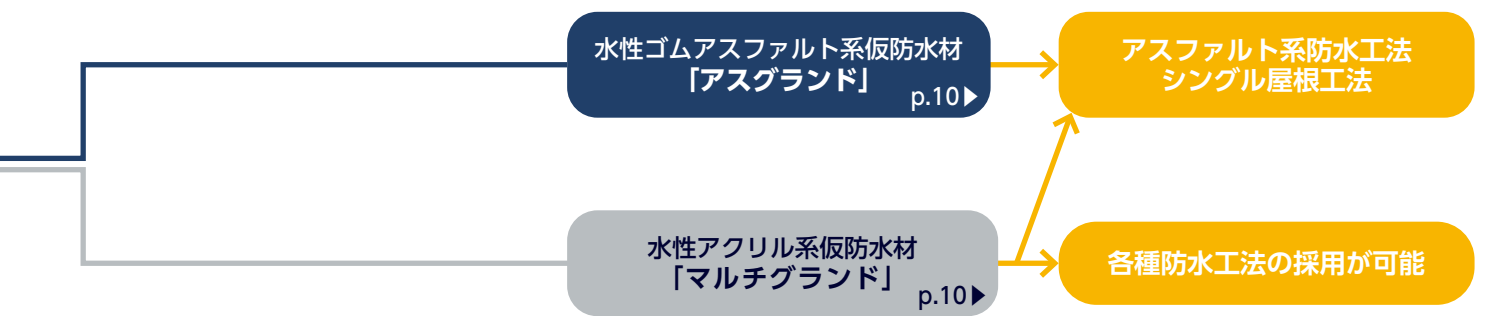 水性ゴムアスファルト系仮防水材
「アスグランド」
p.10▶
アスファルト系防水工法
シングル屋根工法
水性アクリル系仮防水材
「マルチグランド」
p.10▶
各種防水工法の採用が可能